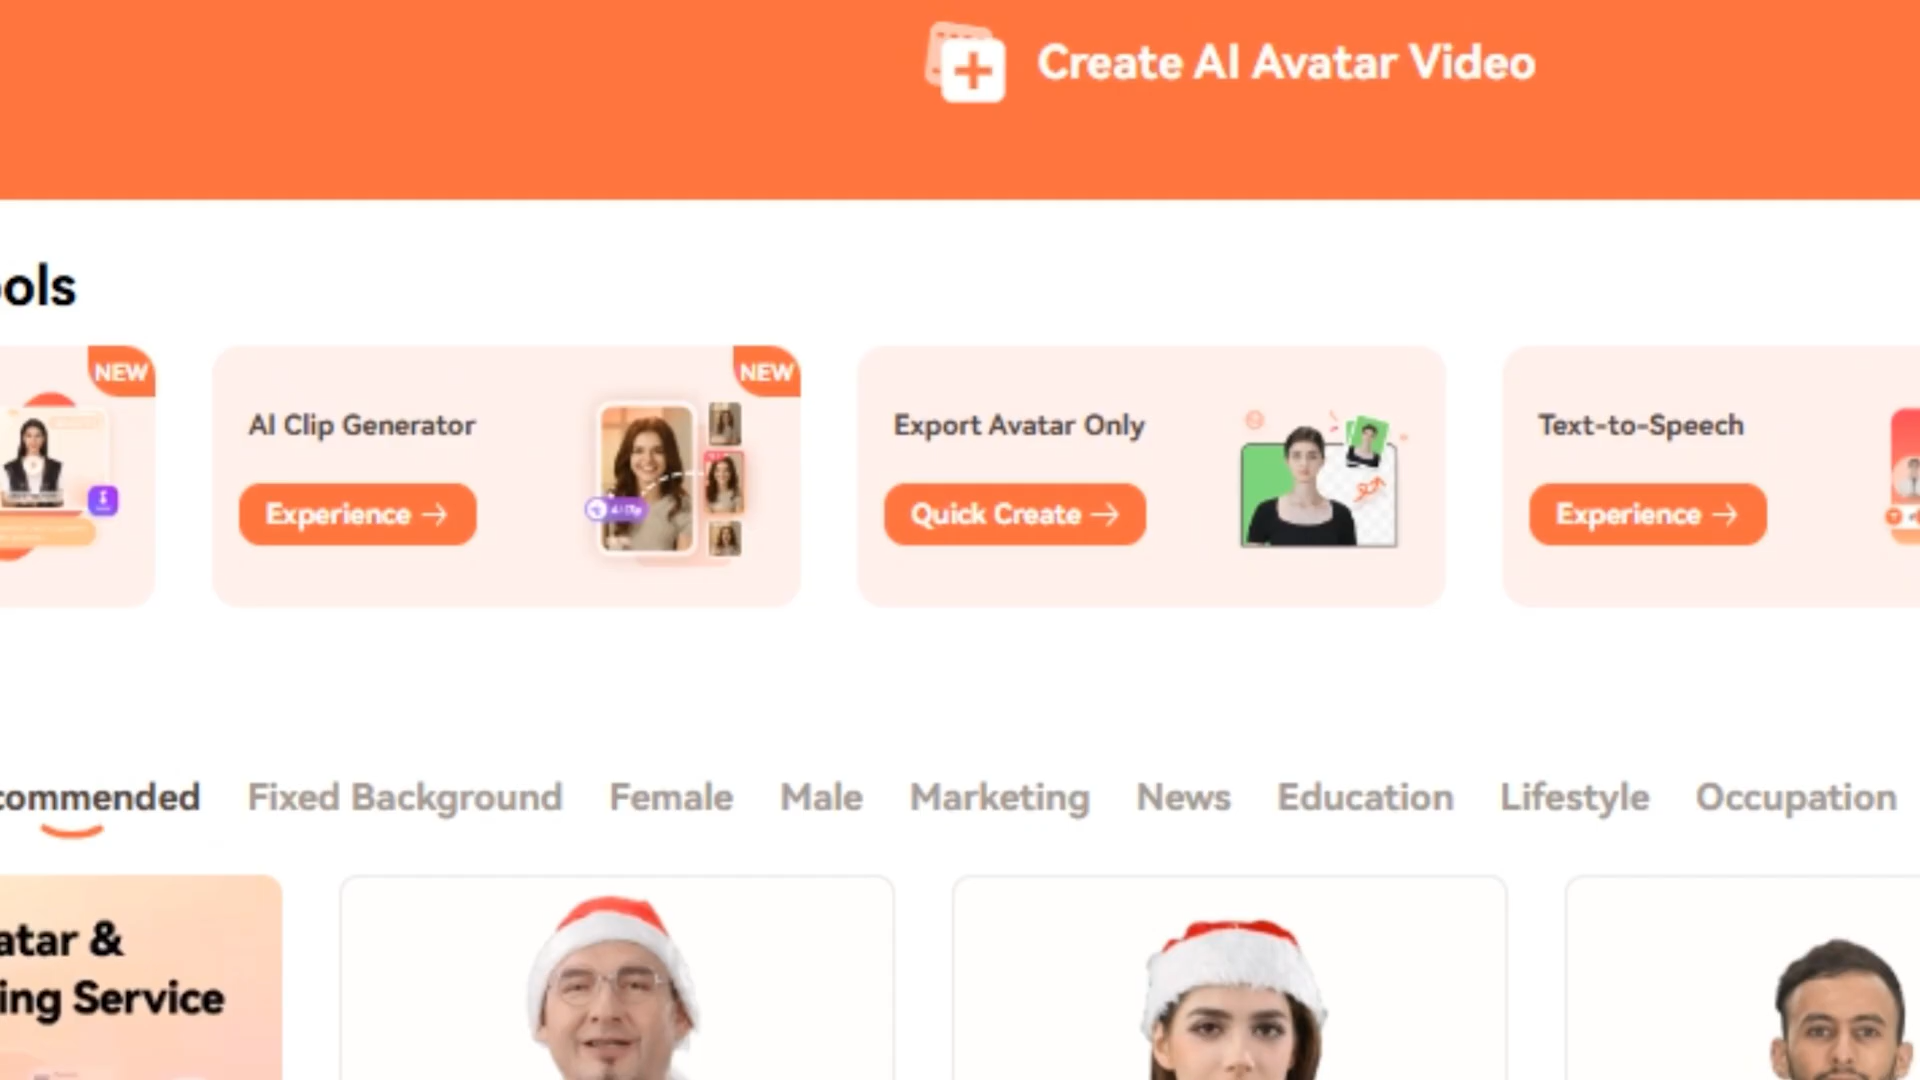 Create AI Avatar Video
ols
NEW
NEW
AI Clip Generator
Export Avatar Only
Text-to-Speech
Experience →
Quick Create →
Experience →
commended
Fixed Background
Female
Male
Marketing
News
Education
Lifestyle
Occupation
atar &
ing Service